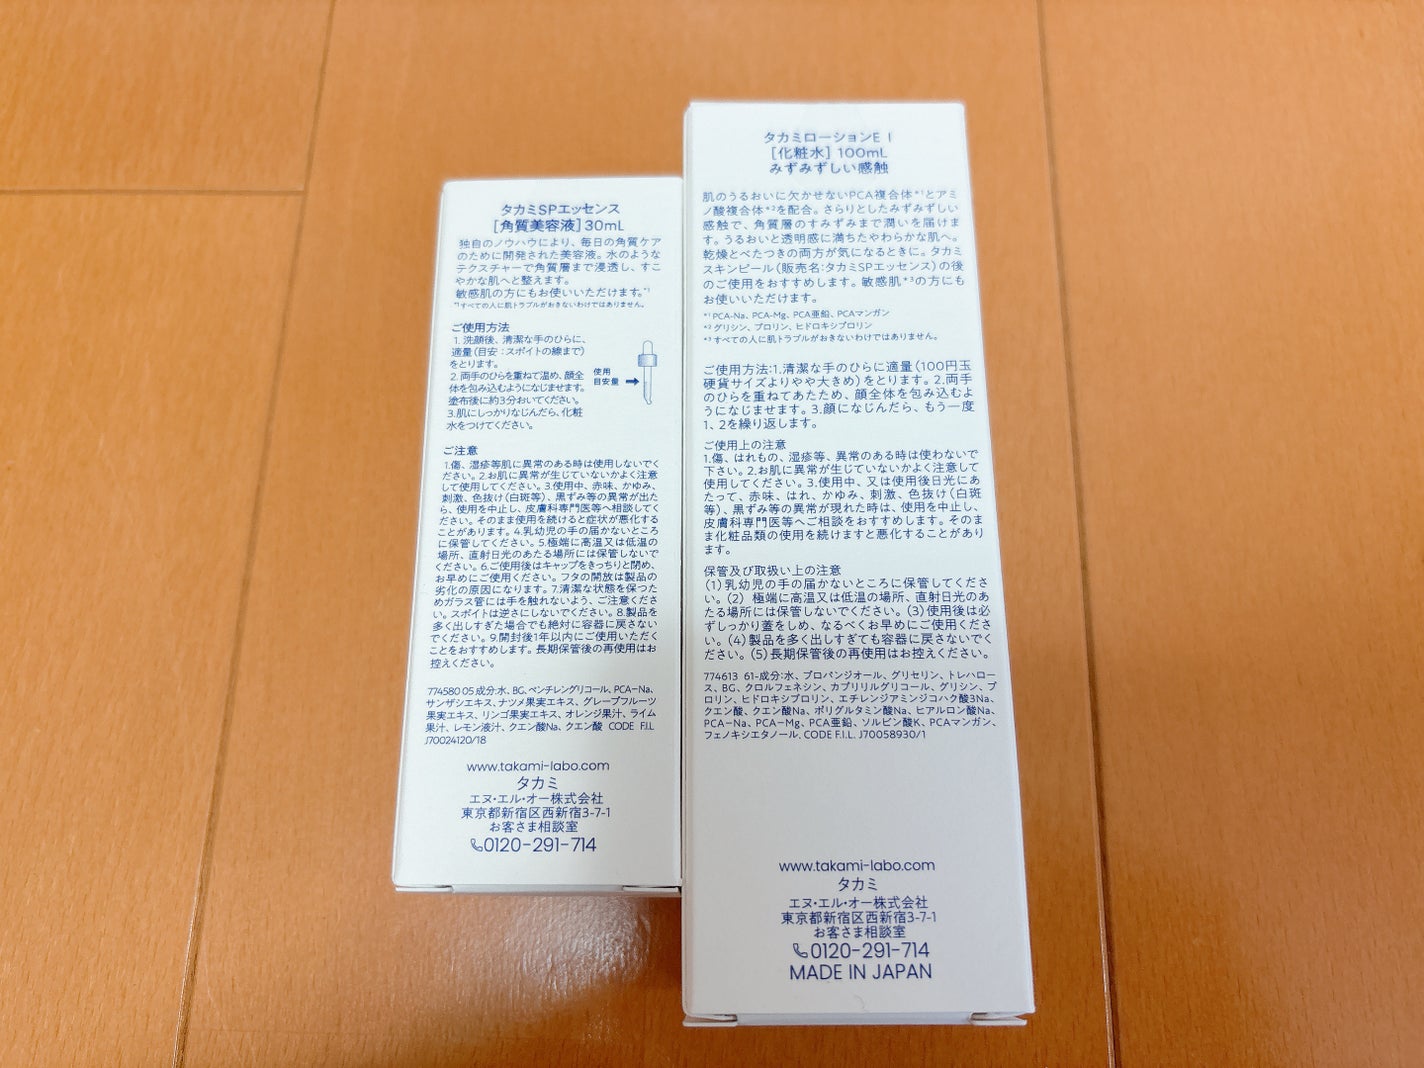 タカミSPエッセンス
[角質美容液]30mL
独自のノウハウにより、毎日の角質ケア
のために開発された美容液。水のような
テクスチャーで角質層まで浸透し、すこ
やかな肌へと整えます。
敏感肌の方にもお使いいただけます。*1
*1すべての人に肌トラブルがおきないわけではありません。
ご使用方法
1. 洗顔後、清潔な手のひらに、
適量(目安:スポイトの線まで)
をとります。
2.両手のひらを重ねて温め、顔全
体を包み込むようになじませます。
塗布後に約3分おいてください。
3.肌にしっかりなじんだら、化粧
水をつけてください。
使用
目安量
ご注意
1.傷、湿疹等肌に異常のある時は使用しないでく
ださい。2.お肌に異常が生じていないかよく注意
して使用してください。3.使用中、赤味、かゆみ、
刺激、色抜け(白斑等)、黒ずみ等の異常が出た
ら、使用を中止し、皮膚科専門医等へ相談してく
ださい。そのまま使用を続けると症状が悪化する
ことがあります。4.乳幼児の手の届かないところ
に保管してください。5.極端に高温又は低温の
場所、直射日光のあたる場所には保管しないで
ください。6.ご使用後はキャップをきっちりと閉め、
お早めにご使用ください。フタの開放は製品の
劣化の原因になります。7.清潔な状態を保つた
めガラス管には手を触れないよう、ご注意くださ
い。スポイトは逆さにしないでください。8.製品を
多く出しすぎた場合でも絶対に容器に戻さない
でください。9.開封後1年以内にご使用いただく
ことをおすすめします。長期保管後の再使用はお
控えください。
774580 05 成分:水、BG、ペンチレングリコール、PCA-Na、
サンザシエキス、ナツメ果実エキス、グレープフルーツ
果実エキス、リンゴ果実エキス、オレンジ果汁、ライム
果汁、レモン液汁、クエン酸Na、クエン酸 CODE F.I.L
J70024120/18
www.takami-labo.com
タカミ
エヌ・エル・オー株式会社
東京都新宿区西新宿3-7-1
お客さま相談室
0120-291-714
タカミローションE I
[化粧水] 100mL
みずみずしい感触
肌のうるおいに欠かせないPCA複合体*1とアミ
ノ酸複合体*2を配合。さらりとしたみずみずしい
感触で、角質層のすみずみまで潤いを届けま
す。うるおいと透明感に満ちたやわらかな肌へ。
乾燥とべたつきの両方が気になるときに。タカミ
スキンピール(販売名:タカミSPエッセンス)の後
のご使用をおすすめします。敏感肌*3の方にも
お使いいただけます。
*1 PCA-Na、PCA-Mg、PCA亜鉛、PCAマンガン
*2 グリシン、プロリン、ヒドロキシプロリン
*3 すべての人に肌トラブルがおきないわけではありません。
ご使用方法:1.清潔な手のひらに適量(100円玉
硬貨サイズよりやや大きめ)をとります。2.両手
のひらを重ねてあたため、顔全体を包み込むよ
うになじませます。3.顔になじんだら、もう一度
1、2を繰り返します。
ご使用上の注意
1.傷、はれもの、湿疹等、異常のある時は使わないで
下さい。2.お肌に異常が生じていないかよく注意して
使用してください。3.使用中、又は使用後日光にあ
たって、赤味、はれ、かゆみ、刺激、色抜け(白斑
等)、黒ずみ等の異常が現れた時は、使用を中止し、
皮膚科専門医等へご相談をおすすめします。そのま
ま化粧品類の使用を続けますと悪化することがあり
ます。
保管及び取扱い上の注意
(1)乳幼児の手の届かないところに保管してくださ
い。(2) 極端に高温又は低温の場所、直射日光のあ
たる場所には保管しないでください。(3)使用後は必
ずしっかり蓋をしめ、なるべくお早めにご使用くださ
い。(4)製品を多く出しすぎても容器に戻さないでく
ださい。(5)長期保管後の再使用はお控えください。
774613 61-成分:水、プロパンジオール、グリセリン、トレハロー
ス、BG、クロルフェネシン、カプリリルグリコール、グリシン、プ
ロリン、ヒドロキシプロリン、エチレンジアミンジコハク酸3Na、
クエン酸、クエン酸Na、ポリグルタミン酸Na、ヒアルロン酸Na、
PCA-Na、PCA-Mg、PCA亜鉛、ソルビン酸K、PCAマンガン、
フェノキシエタノール、CODE F.I.L. J70058930/1
www.takami-labo.com
タカミ
エヌ・エル・オー株式会社
東京都新宿区西新宿3-7-1
お客さま相談室
0120-291-714
MADE IN JAPAN